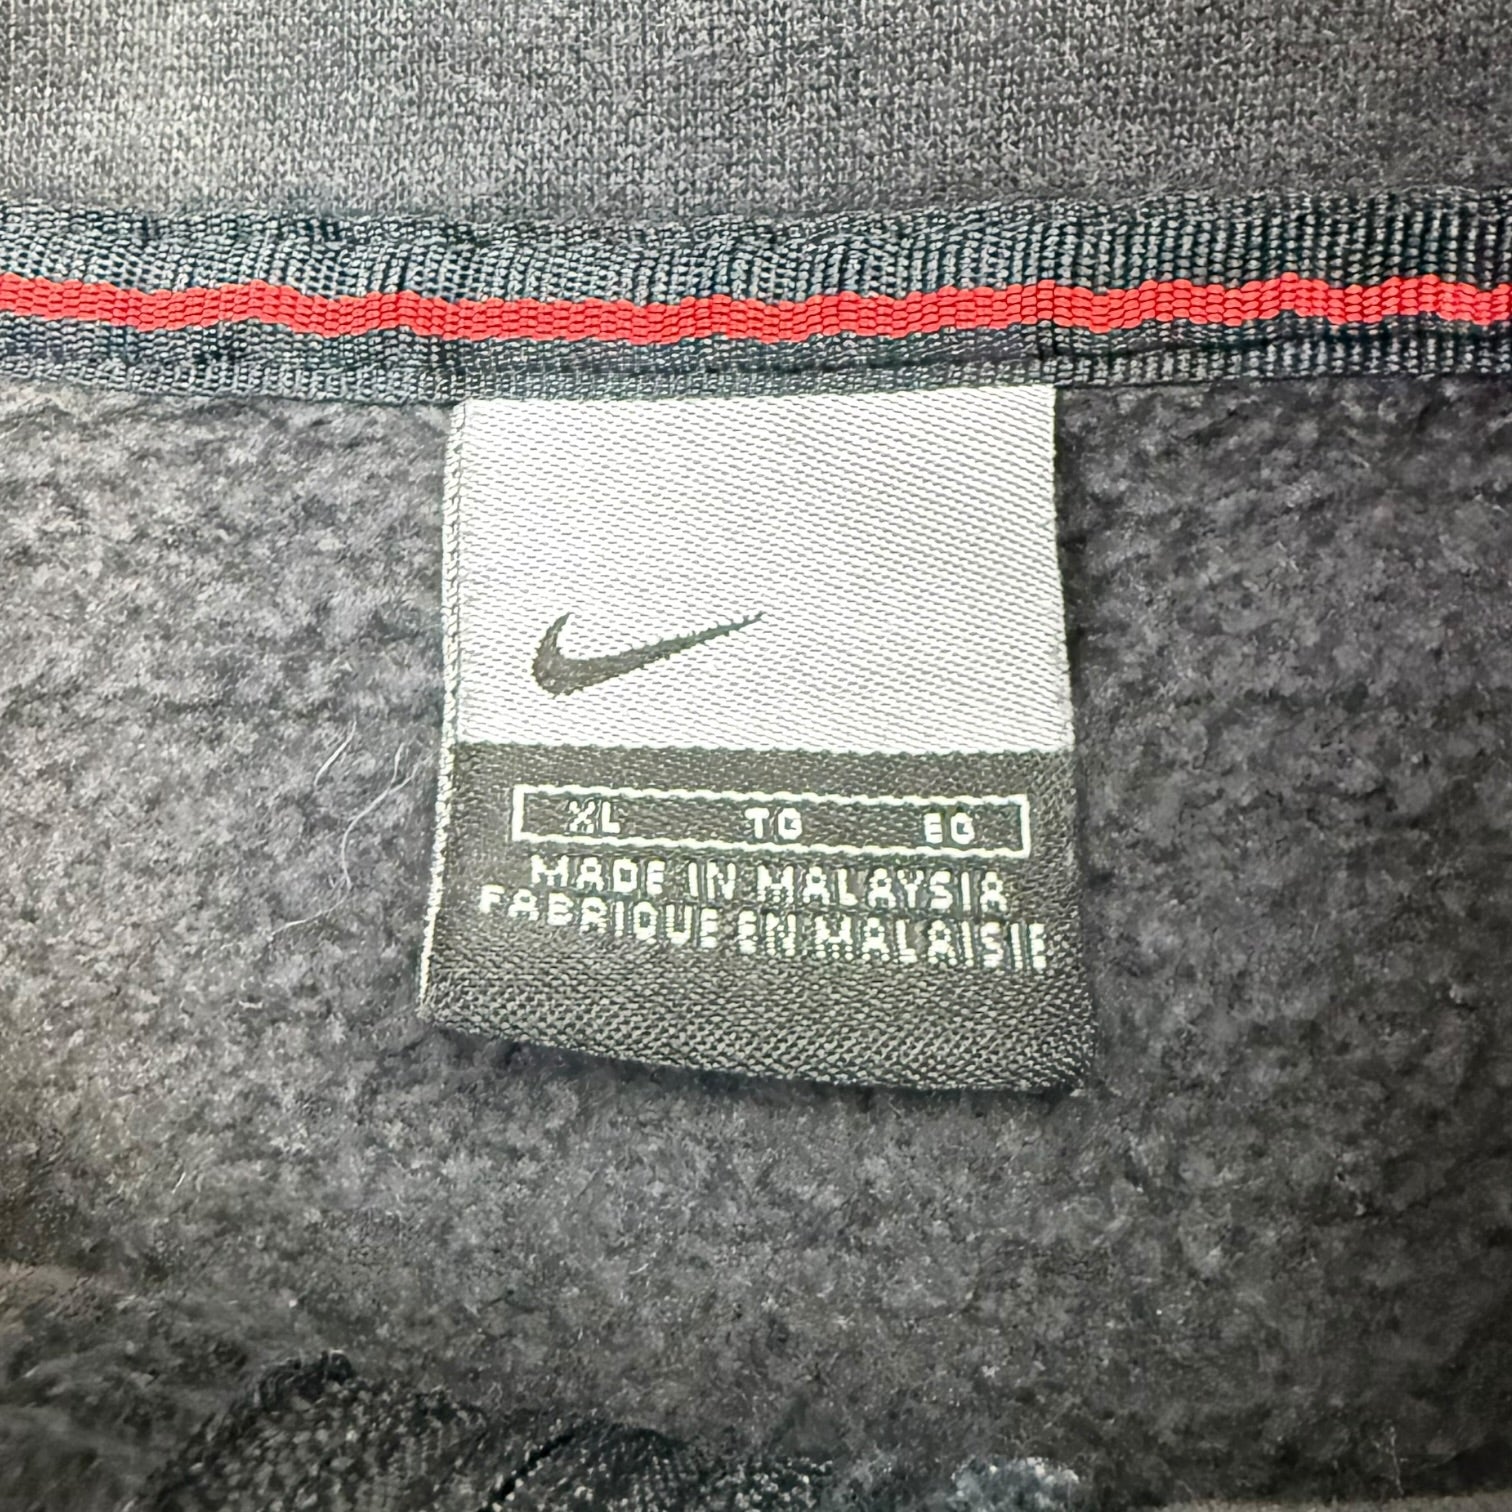 XL TG EG
MADE IN MALAYSIA
FABRIQUE EN MALAISIE